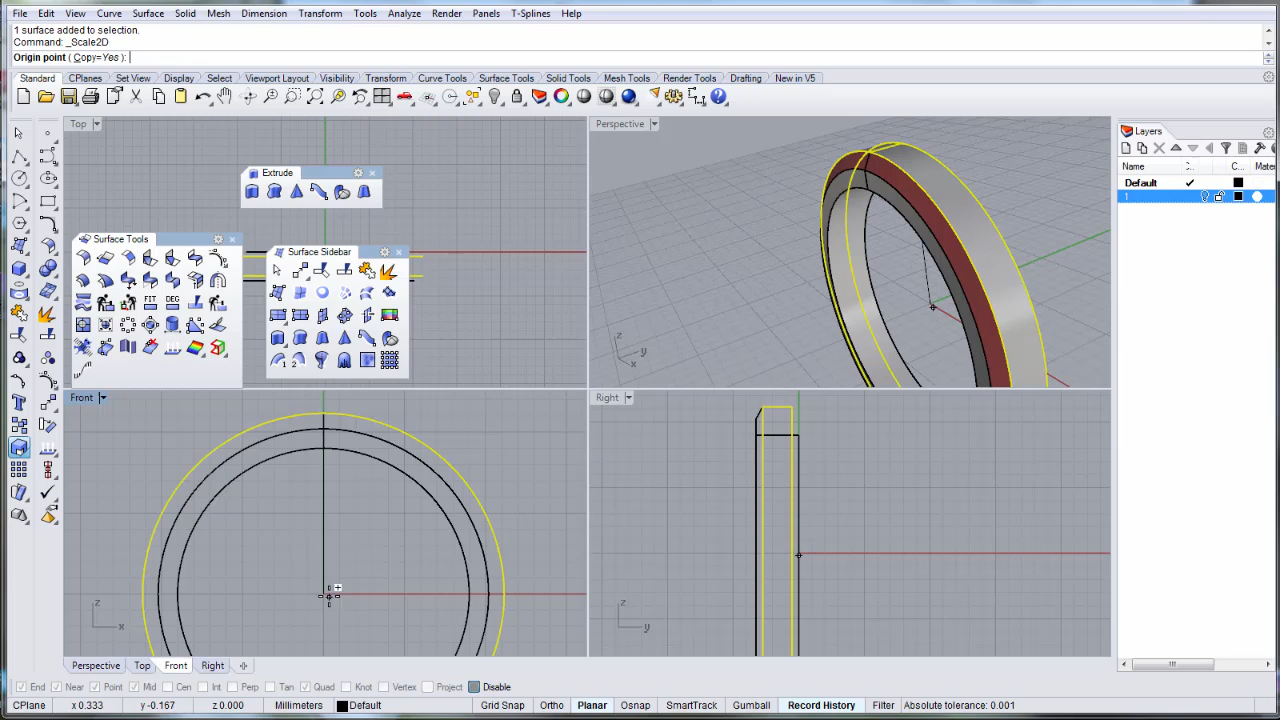 File Edit View Curve Surface Solid Mesh Dimension Transform Tools Analyze Render Panels T-Splines Help
1 surface added to selection.
Command: _Scale2D
Origin point ( Copy=Yes ):
Standard CPlanes Set View Display Select Viewport Layout Visibility Transform Curve Tools Surface Tools Solid Tools Mesh Tools Render Tools Drafting New in V5
Top
Perspective
Layers
Name C... Mater
Default
1
Extrude
Surface Tools
Surface Sidebar
FIT DEG
1 2
z y x
Front
Right
z x
z y
Perspective Top Front Right
End Near Point Mid Cen Int Perp Tan Quad Knot Vertex Project Disable
CPlane x 0.333 y -0.167 z 0.000 Millimeters Default Grid Snap Ortho Planar Osnap SmartTrack Gumball Record History Filter Absolute tolerance: 0.001